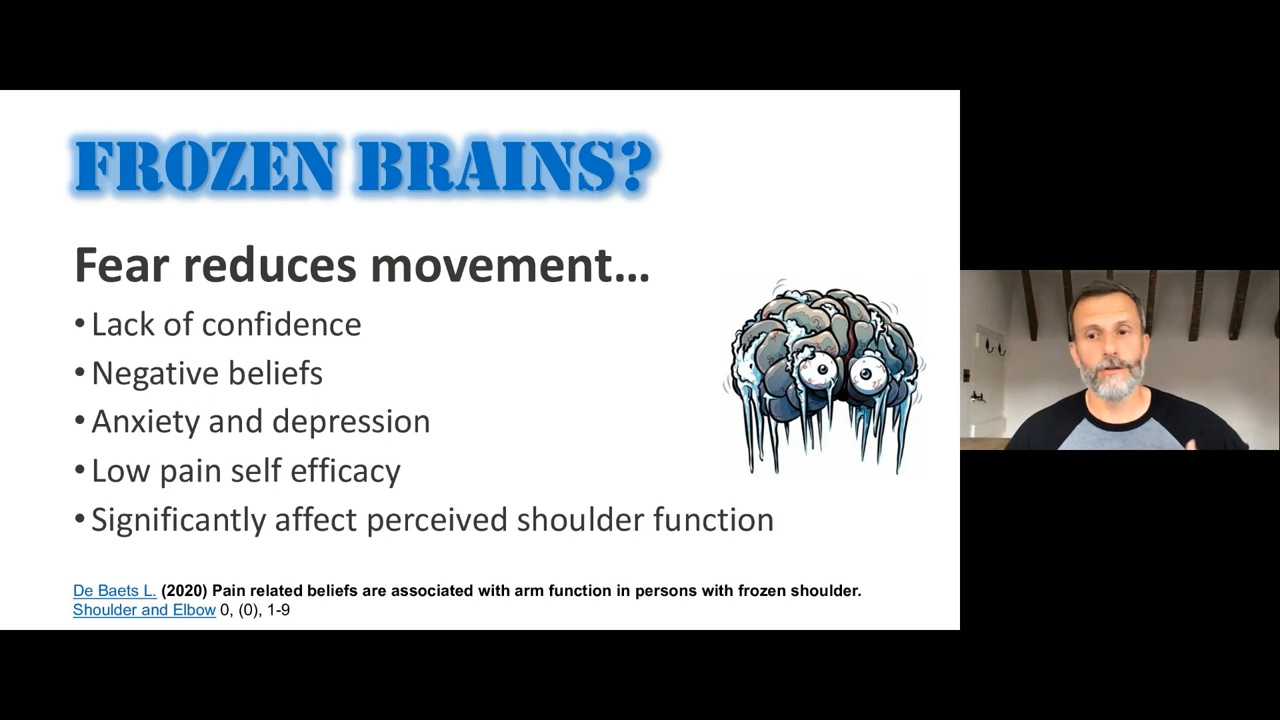 FROZEN BRAINS?
Fear reduces movement...
• Lack of confidence
• Negative beliefs
• Anxiety and depression
• Low pain self efficacy
• Significantly affect perceived shoulder function
De Baets L. (2020) Pain related beliefs are associated with arm function in persons with frozen shoulder.
Shoulder and Elbow 0, (0), 1-9